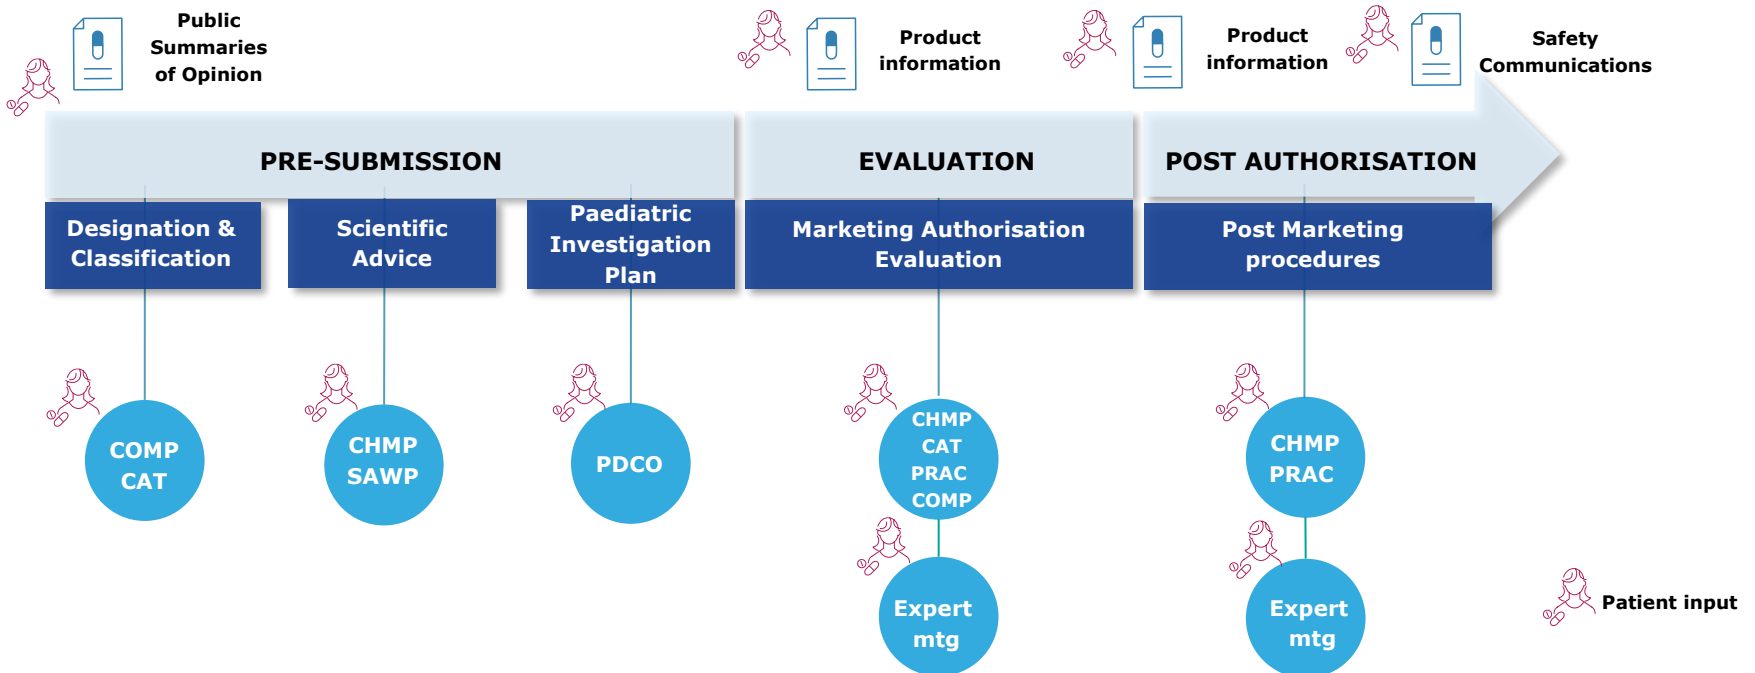 Public
Summaries
of Opinion
Product
information
Product
information
Safety
Communications
PRE-SUBMISSION
EVALUATION
POST AUTHORISATION
Designation &
Classification
Scientific
Advice
Paediatric
Investigation
Plan
Marketing Authorisation
Evaluation
Post Marketing
procedures
COMP
CAT
CHMP
SAWP
PDCO
CHMP
CAT
PRAC
COMP
CHMP
PRAC
Expert
mtg
Expert
mtg
Patient input